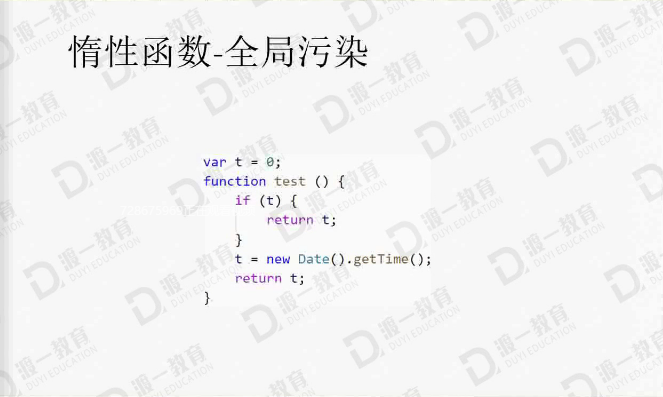 惰性函数-全局污染
var t = 0;
function test () {
    if (t) {
        return t;
    }
    t = new Date().getTime();
    return t;
}
渡一教育
DUYI EDUCATION